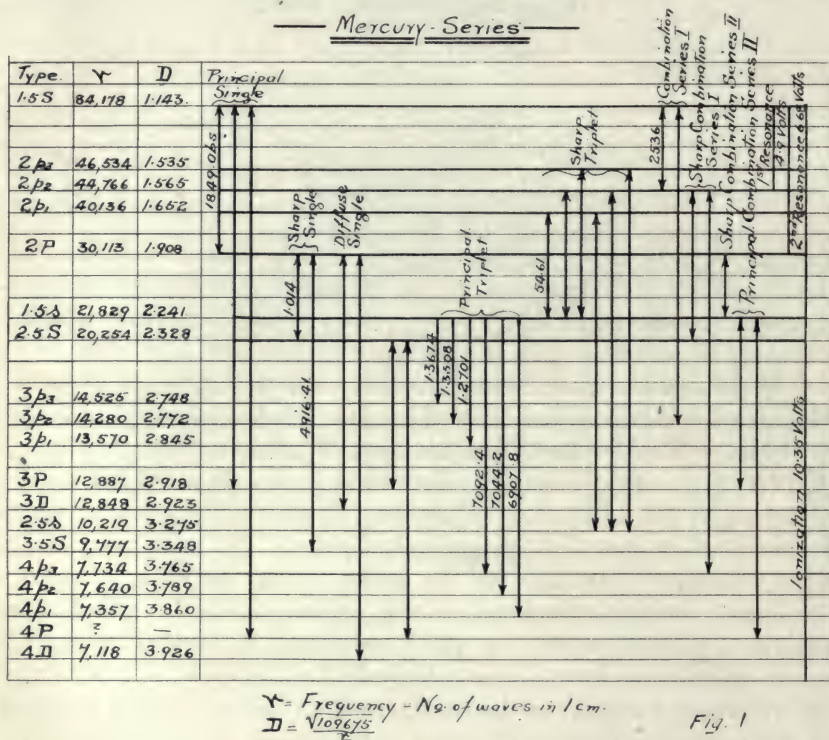 Mercury Series
Type. ν D Principal Single
1.5S 84,178 1.143.
2p₃ 46,534 1.535
2p₂ 44,766 1.565
2p₁ 40,136 1.652
2P 30,113 1.908
1.5s 21,829 2.241
2.5S 20,254 2.328
3p₃ 14,525 2.748
3p₂ 14,280 2.772
3p₁ 13,570 2.845
3P 12,887 2.918
3D 12,848 2.923
2.5s 10,219 3.275
3.5S 9,777 3.348
4p₃ 7,734 3.765
4p₂ 7,640 3.789
4p₁ 7,357 3.860
4P ? —
4D 7,118 3.926
1849 obs
Sharp Single
Diffuse Single
1.014
4916.41
Principal Triplet
1.3674
1.3508
1.2701
7092.4
7044.2
6907.8
5461
Sharp Triplet
2536
Combination Series I
Sharp Combination Series I
Sharp Combination Series II
Principal Combination Series II
1st Resonance 4.9 Volts
2nd Resonence 6.68 Volts
Ionization 10.35 Volts
ν = Frequency = No. of waves in 1 cm.
D = √109675/ν
Fig. 1